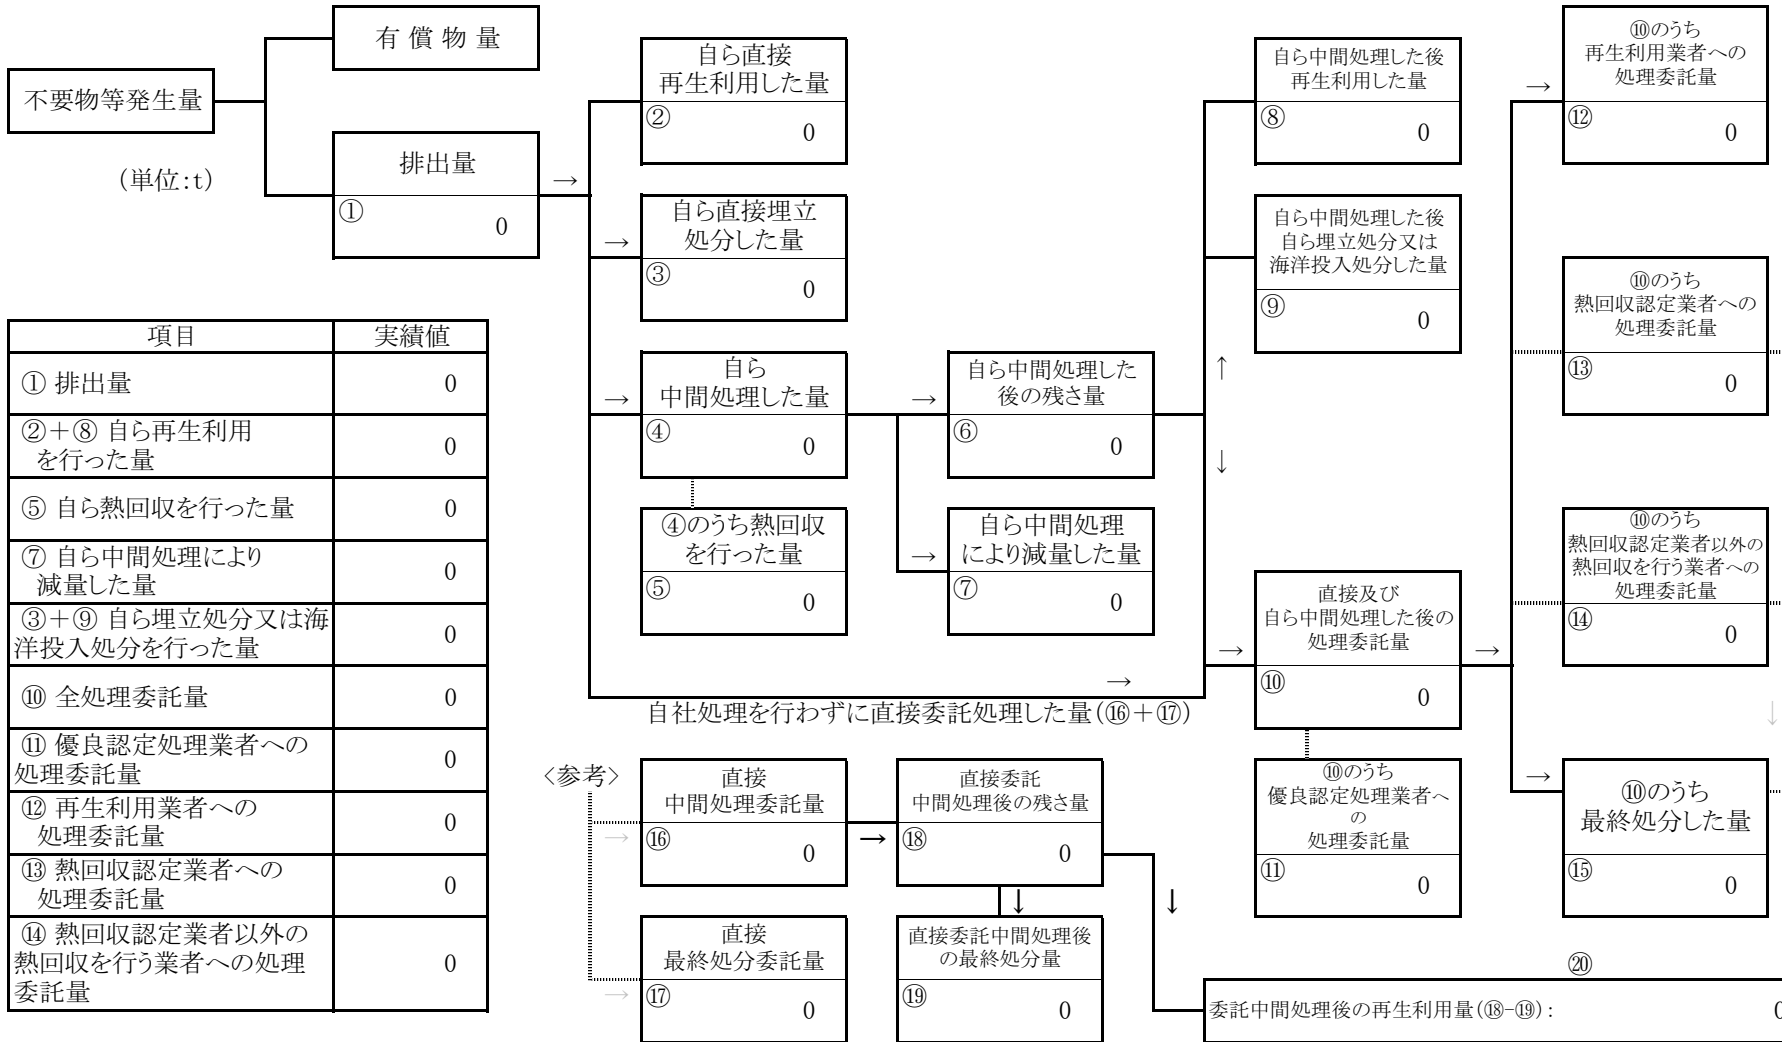 不要物等発生量
(単位:t)
有 償 物 量
排出量
①
0
→
自ら直接
再生利用した量
②
0
→
自ら直接埋立
処分した量
③
0
→
自ら
中間処理した量
④
0
④のうち熱回収
を行った量
⑤
0
→
自ら中間処理した
後の残さ量
⑥
0
→
自ら中間処理
により減量した量
⑦
0
自ら中間処理した後
再生利用した量
⑧
0
自ら中間処理した後
自ら埋立処分又は
海洋投入処分した量
⑨
0
↑
↓
→
自社処理を行わずに直接委託処理した量(⑯+⑰)
→
直接及び
自ら中間処理した後の
処理委託量
⑩
0
→
⑩のうち
優良認定処理業者へ
の
処理委託量
⑪
0
→
⑩のうち
再生利用業者への
処理委託量
⑫
0
⑩のうち
熱回収認定業者への
処理委託量
⑬
0
⑩のうち
熱回収認定業者以外の
熱回収を行う業者への
処理委託量
⑭
0
↓
→
⑩のうち
最終処分した量
⑮
0
項目 実績値
① 排出量 0
②+⑧ 自ら再生利用
を行った量 0
⑤ 自ら熱回収を行った量 0
⑦ 自ら中間処理により
減量した量 0
③+⑨ 自ら埋立処分又は海
洋投入処分を行った量 0
⑩ 全処理委託量 0
⑪ 優良認定処理業者への
処理委託量 0
⑫ 再生利用業者への
処理委託量 0
⑬ 熱回収認定業者への
処理委託量 0
⑭ 熱回収認定業者以外の
熱回収を行う業者への処理
委託量 0
<参考>
→
直接
中間処理委託量
⑯
0
→
直接委託
中間処理後の残さ量
⑱
0
→
直接
最終処分委託量
⑰
0
↓
直接委託中間処理後
の最終処分量
⑲
0
↓
⑳
委託中間処理後の再生利用量(⑱-⑲): 0